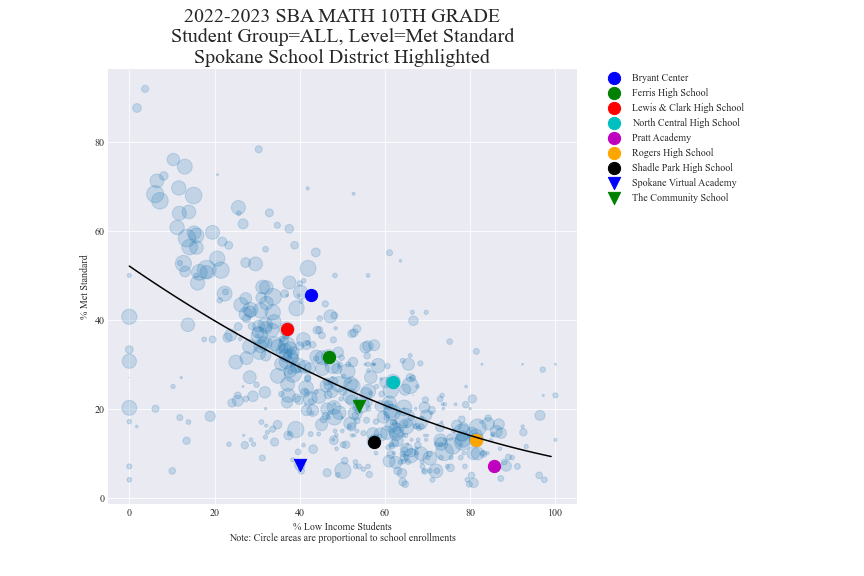 2022-2023 SBA MATH 10TH GRADE
Student Group=ALL, Level=Met Standard
Spokane School District Highlighted
% Met Standard
80
60
40
20
0
0 20 40 60 80 100
% Low Income Students
Note: Circle areas are proportional to school enrollments
Bryant Center
Ferris High School
Lewis & Clark High School
North Central High School
Pratt Academy
Rogers High School
Shadle Park High School
Spokane Virtual Academy
The Community School